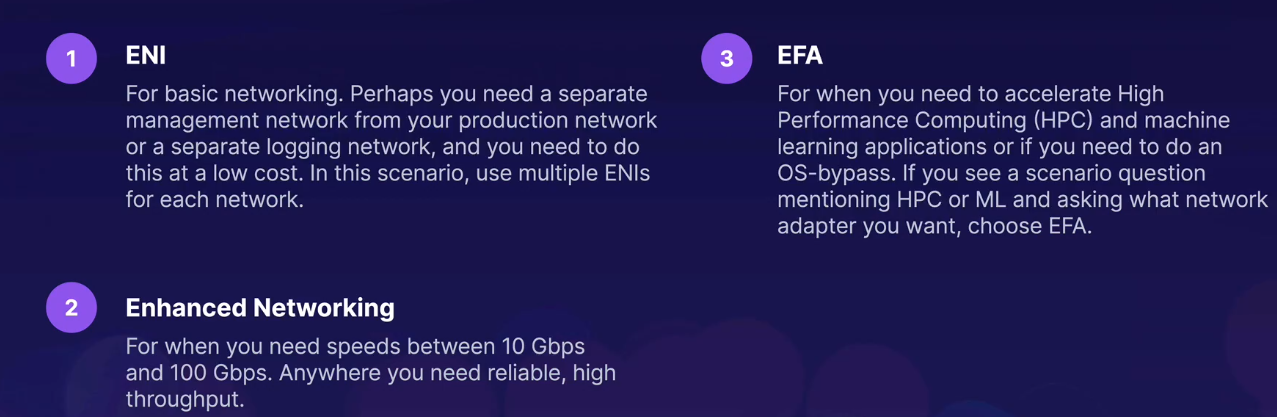 1
ENI
For basic networking. Perhaps you need a separate
management network from your production network
or a separate logging network, and you need to do
this at a low cost. In this scenario, use multiple ENIs
for each network.
2
Enhanced Networking
For when you need speeds between 10 Gbps
and 100 Gbps. Anywhere you need reliable, high
throughput.
3
EFA
For when you need to accelerate High
Performance Computing (HPC) and machine
learning applications or if you need to do an
OS-bypass. If you see a scenario question
mentioning HPC or ML and asking what network
adapter you want, choose EFA.